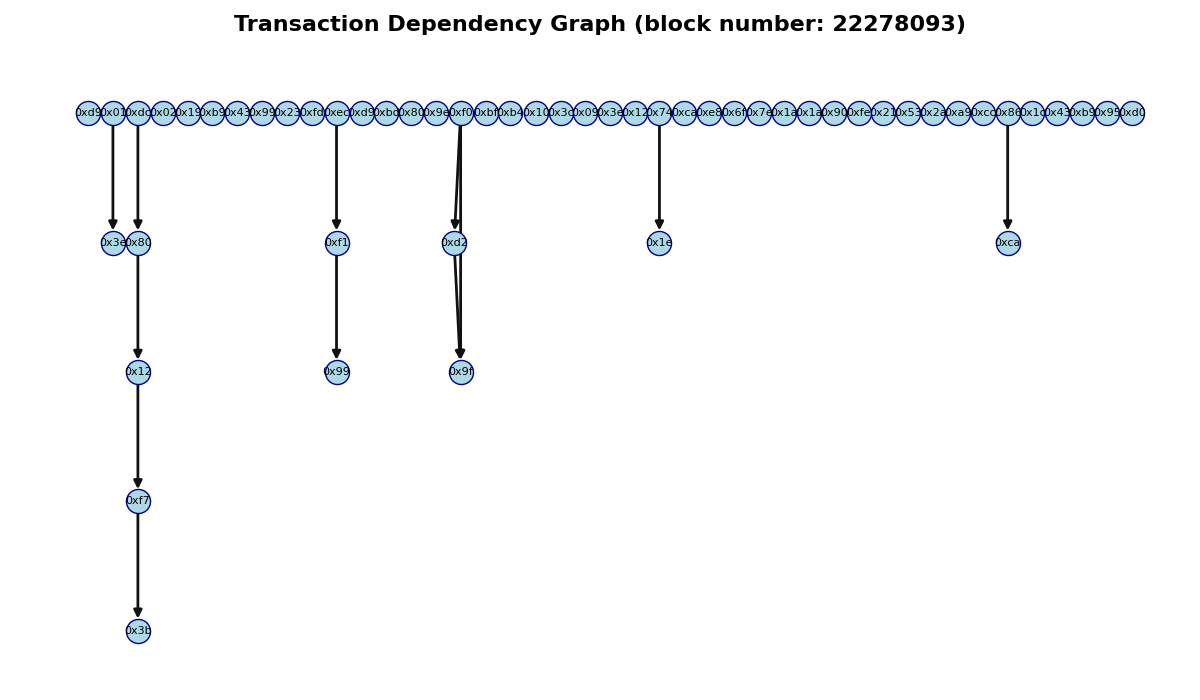 Transaction Dependency Graph (block number: 22278093)
0xd9 0x01 0xdc 0x02 0x19 0xb9 0x43 0x99 0x23 0xfd 0xec 0xd9 0xbd 0x80 0x9e 0xf0 0xbf 0xb4 0x10 0x3c 0x09 0x3e 0x12 0x74 0xca 0xe8 0x6f 0x7e 0x1a 0x1a 0x90 0xfe 0x21 0x53 0x2a 0xa9 0xcc 0x86 0x1c 0x43 0xb9 0x95 0xd0
0x3e 0x80 0xf1 0xd2 0x1e 0xca
0x12 0x99 0x9f
0xf7
0x3b